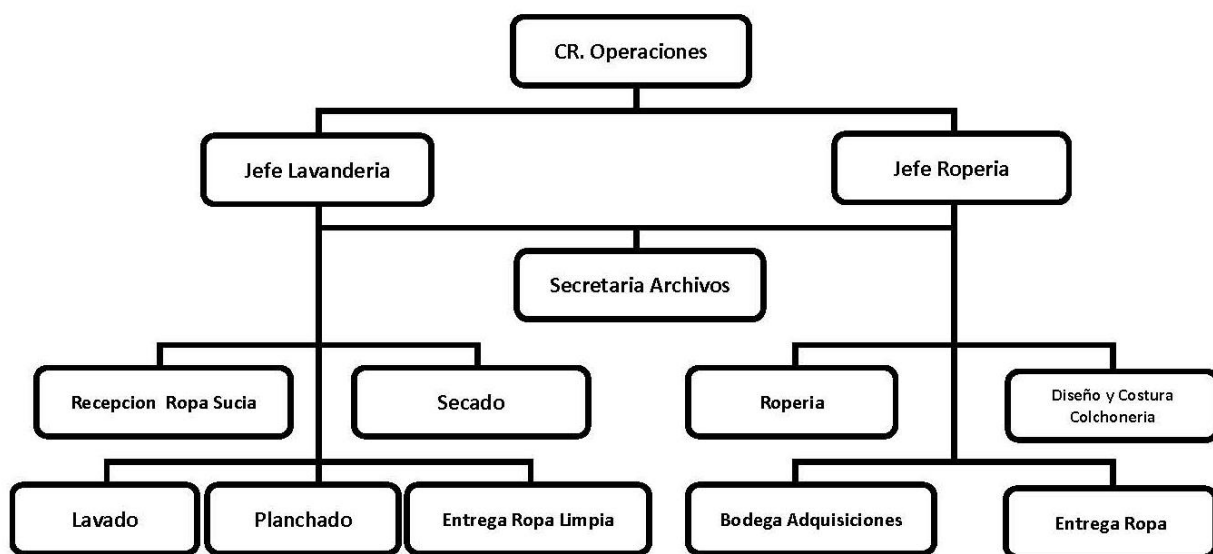 CR. Operaciones
Jefe Lavanderia
Jefe Roperia
Secretaria Archivos
Recepcion Ropa Sucia
Secado
Roperia
Diseño y Costura
Colchoneria
Lavado
Planchado
Entrega Ropa Limpia
Bodega Adquisiciones
Entrega Ropa